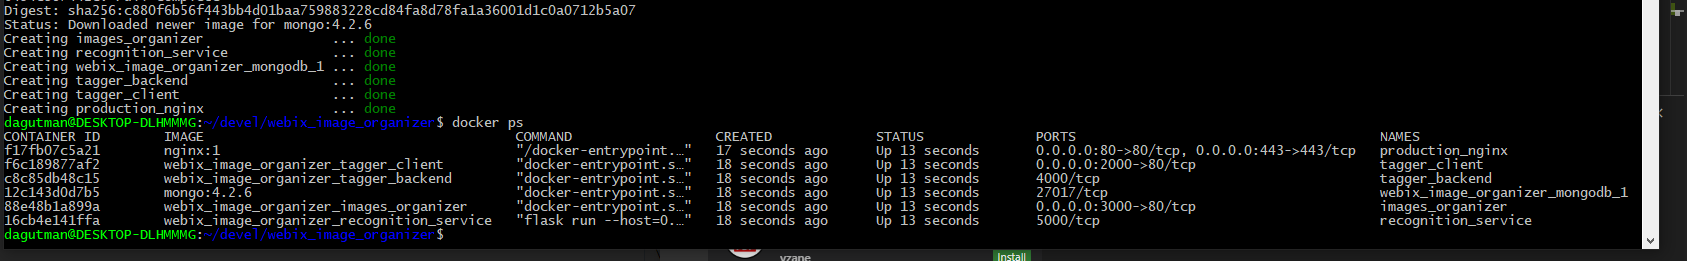 Digest: sha256:c880f6b56f443bb4d01baa759883228cd84fa8d78fa1a36001d1c0a0712b5a07
Status: Downloaded newer image for mongo:4.2.6
Creating images_organizer ... done
Creating recognition_service ... done
Creating webix_image_organizer_mongodb_1 ... done
Creating tagger_backend ... done
Creating tagger_client ... done
Creating production_nginx ... done
dagutman@DESKTOP-DLHMMMG:~/devel/webix_image_organizer$ docker ps
CONTAINER ID IMAGE COMMAND CREATED STATUS PORTS NAMES
f17fb07c5a21 nginx:1 "/docker-entrypoint.…" 17 seconds ago Up 13 seconds 0.0.0.0:80->80/tcp, 0.0.0.0:443->443/tcp production_nginx
f6c189877af2 webix_image_organizer_tagger_client "docker-entrypoint.s…" 18 seconds ago Up 13 seconds 0.0.0.0:2000->80/tcp tagger_client
c8c85db48c15 webix_image_organizer_tagger_backend "docker-entrypoint.s…" 18 seconds ago Up 13 seconds 4000/tcp tagger_backend
12c143d0d7b5 mongo:4.2.6 "docker-entrypoint.s…" 18 seconds ago Up 13 seconds 27017/tcp webix_image_organizer_mongodb_1
88e48b1a899a webix_image_organizer_images_organizer "docker-entrypoint.s…" 18 seconds ago Up 13 seconds 0.0.0.0:3000->80/tcp images_organizer
16cb4e141ffa webix_image_organizer_recognition_service "flask run --host=0.…" 18 seconds ago Up 13 seconds 5000/tcp recognition_service
dagutman@DESKTOP-DLHMMMG:~/devel/webix_image_organizer$
vzane Install